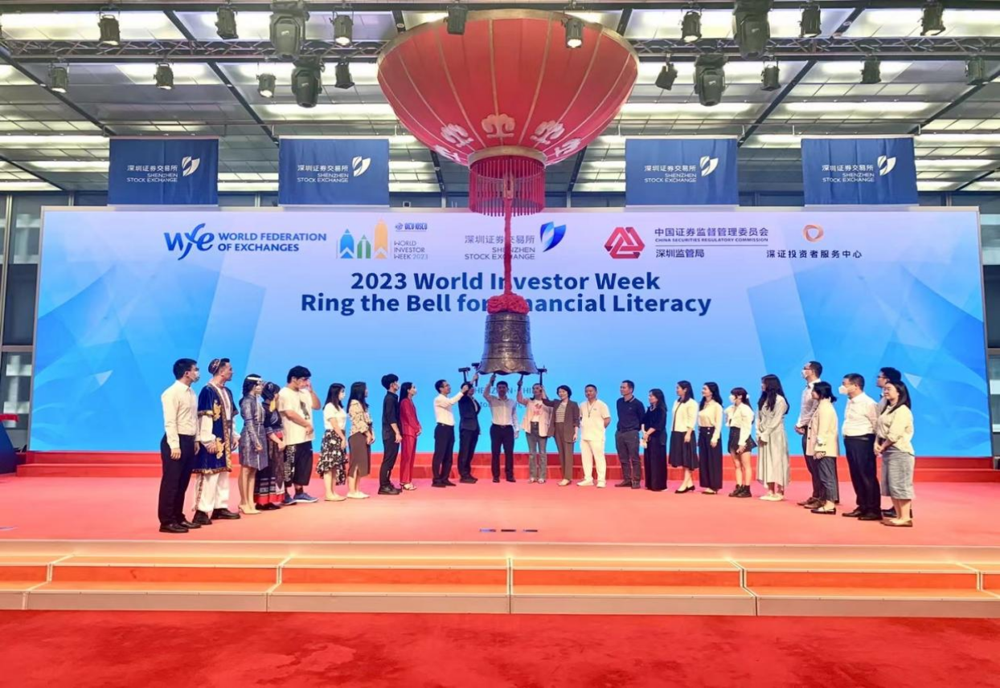 深圳证券交易所
SHENZHEN
STOCK EXCHANGE
深圳证券交易所
SHENZHEN
STOCK EXCHANGE
深圳证券交易所
SHENZHEN
STOCK EXCHANGE
深圳证券交易所
SHENZHEN
STOCK EXCHANGE
wfe WORLD FEDERATION
OF EXCHANGES
OICU-IOSCO
WORLD
INVESTOR
WEEK 2023
深圳证券交易所
SHENZHEN
STOCK EXCHANGE
中国证券监督管理委员会
CHINA SECURITIES REGULATORY COMMISSION
深圳监管局
深证投资者服务中心
2023 World Investor Week
Ring the Bell for Financial Literacy